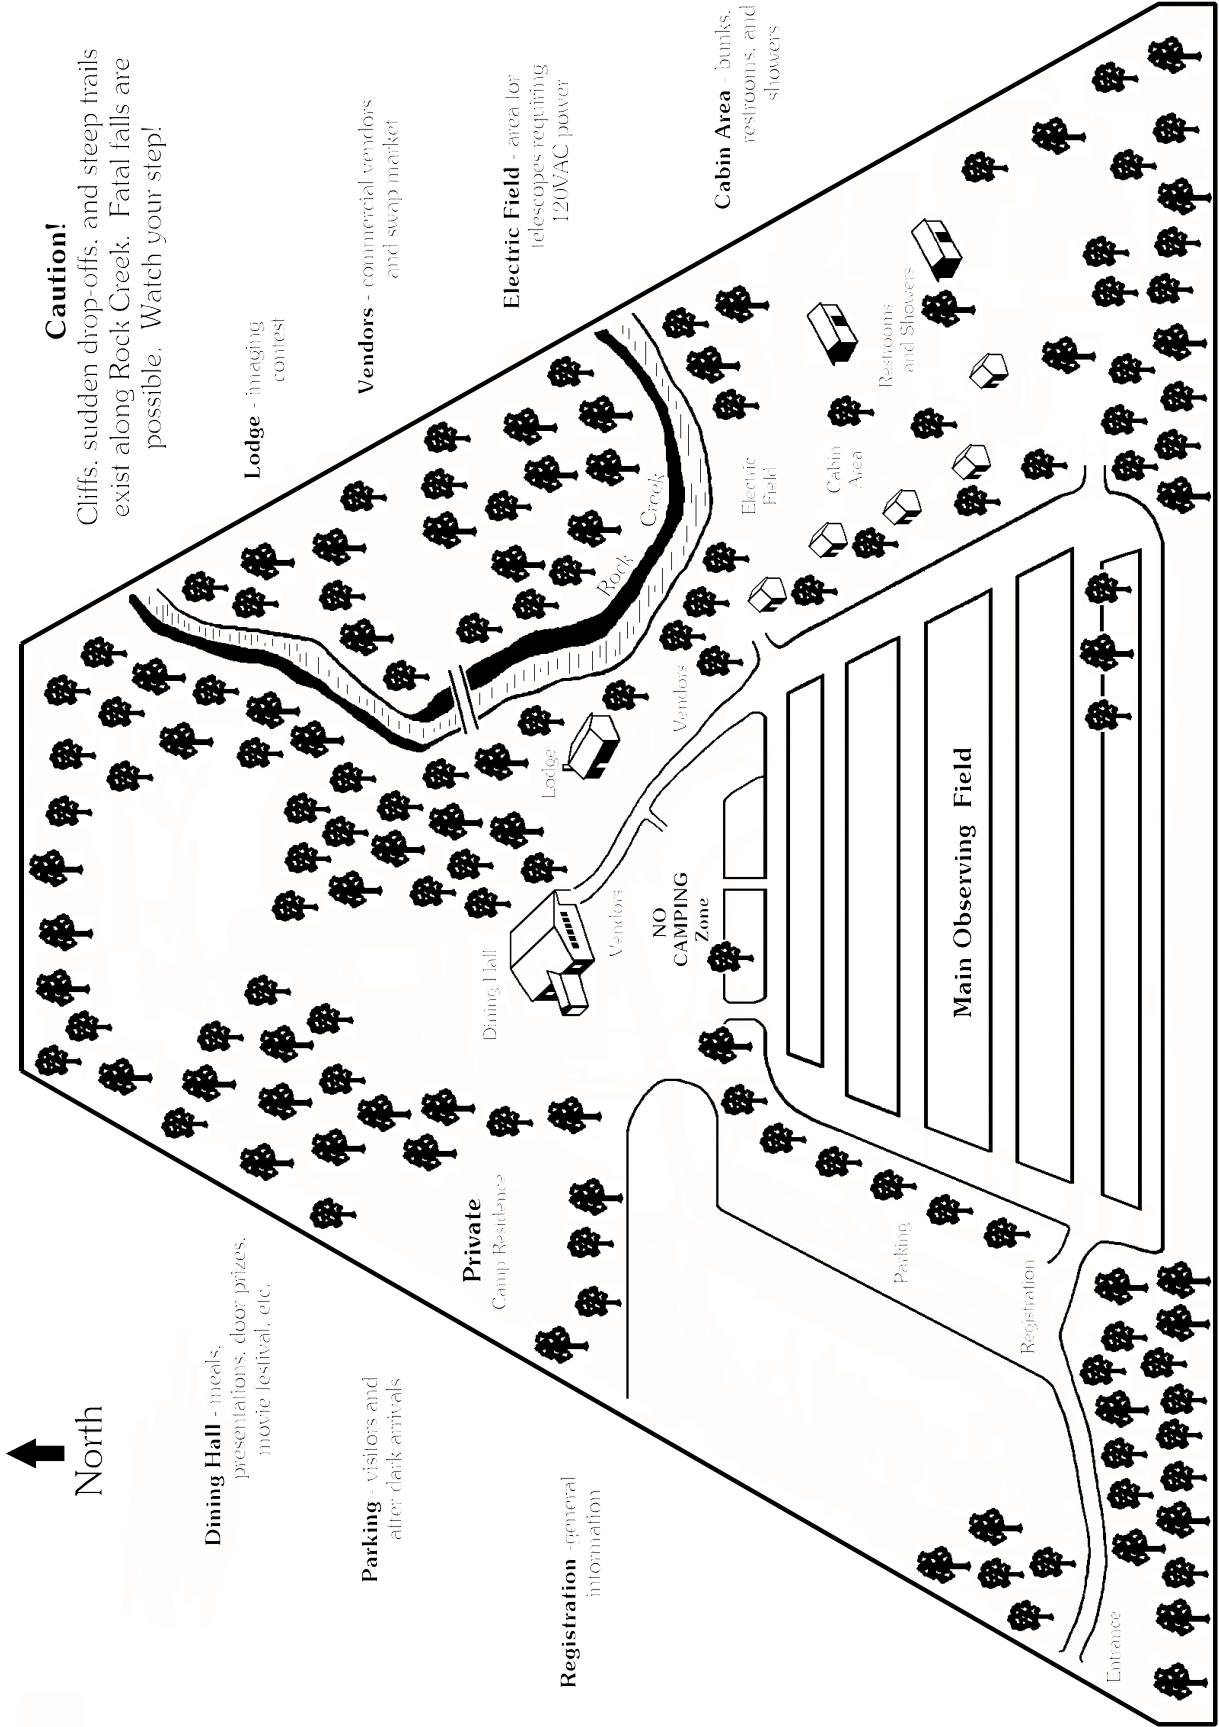 North
Caution!
Cliffs, sudden drop-offs, and steep trails
exist along Rock Creek. Fatal falls are
possible. Watch your step!
Dining Hall - meals,
presentations, door prizes,
movie festival, etc.
Lodge - imaging
contest
Parking - visitors and
after dark arrivals
Vendors - commercial vendors
and swap market
Registration - general
information
Electric Field - area for
telescopes requiring
120VAC power
Cabin Area - bunks,
restrooms, and
showers
Private
Camp Residence
Dining Hall
Lodge
Rock Creek
Vendors
Vendors
NO
CAMPING
Zone
Electric
Field
Cabin
Area
Restrooms
and Showers
Parking
Main Observing Field
Registration
Entrance